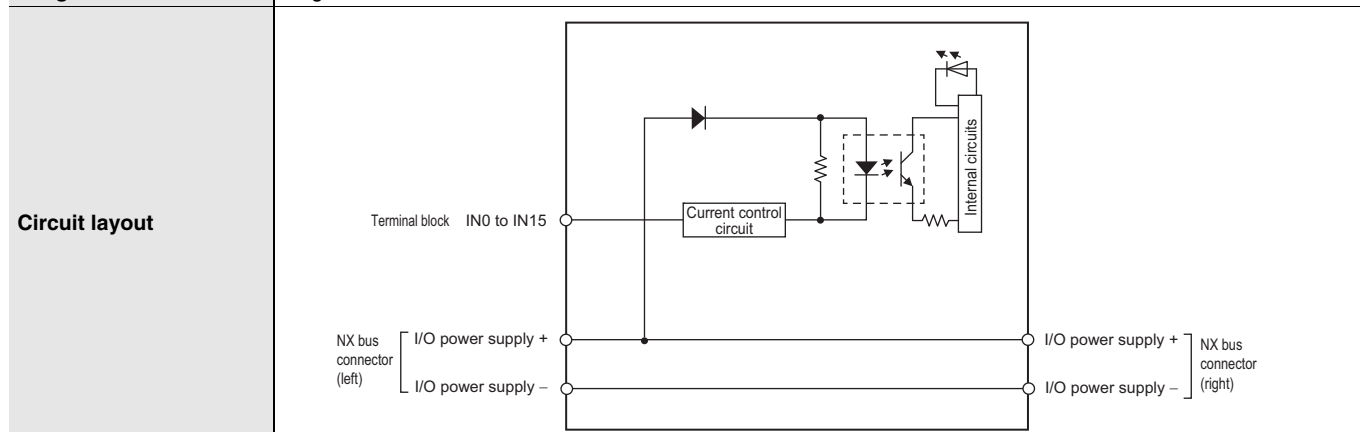 Circuit layout
Terminal block IN0 to IN15
Current control
circuit
Internal circuits
NX bus
connector
(left)
I/O power supply +
I/O power supply −
I/O power supply +
I/O power supply −
NX bus
connector
(right)